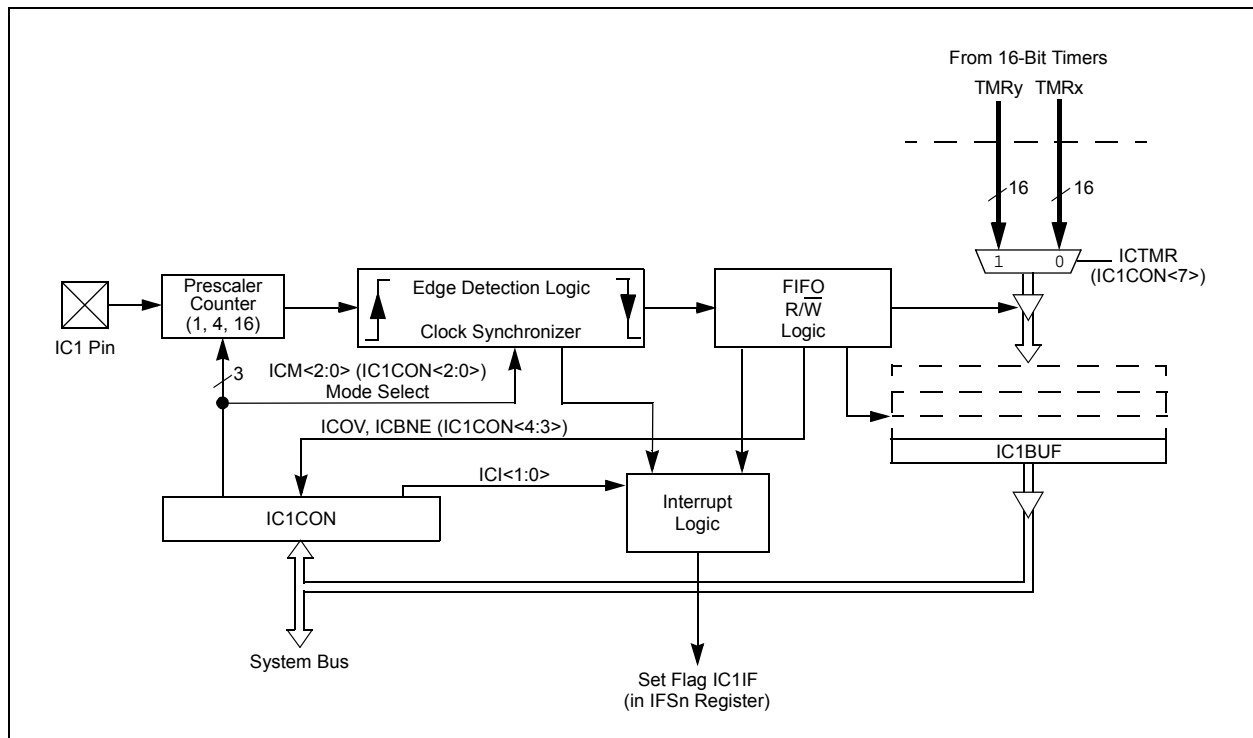 From 16-Bit Timers
TMRy TMRx
16 16
1 0
ICTMR
(IC1CON<7>)
Prescaler
Counter
(1, 4, 16)
IC1 Pin
Edge Detection Logic
Clock Synchronizer
FIFO
R/W̅
Logic
3
ICM<2:0> (IC1CON<2:0>)
Mode Select
ICOV, ICBNE (IC1CON<4:3>)
IC1BUF
ICI<1:0>
IC1CON
Interrupt
Logic
System Bus
Set Flag IC1IF
(in IFSn Register)